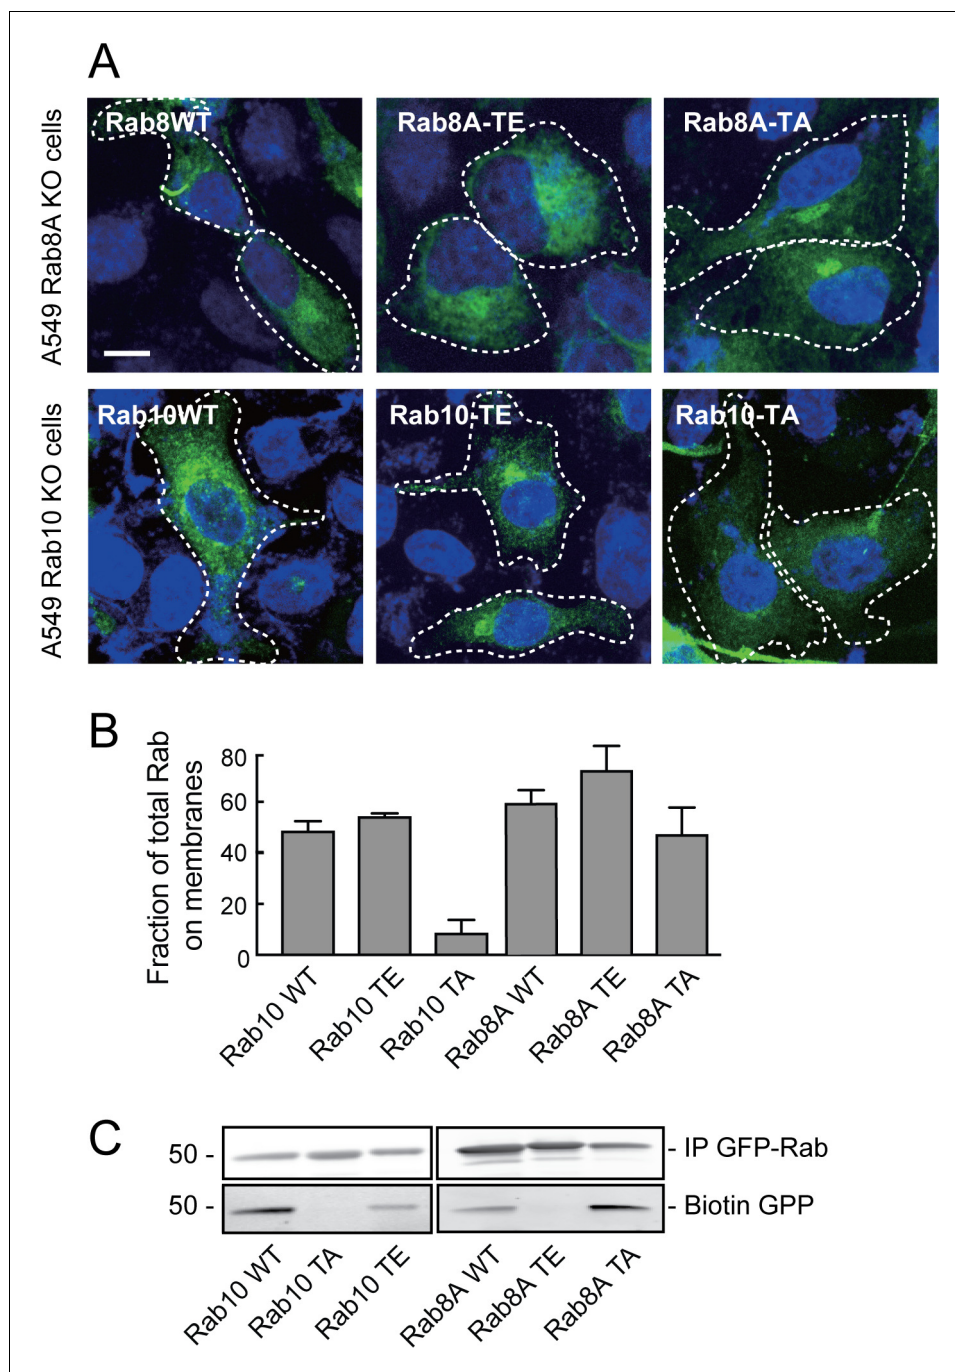 A
A549 Rab8A KO cells
Rab8WT
Rab8A-TE
Rab8A-TA
A549 Rab10 KO cells
Rab10WT
Rab10-TE
Rab10-TA
B
Fraction of total Rab
on membranes
80
60
40
20
0
Rab10 WT
Rab10 TE
Rab10 TA
Rab8A WT
Rab8A TE
Rab8A TA
C
50 -
- IP GFP-Rab
50 -
- Biotin GPP
Rab10 WT
Rab10 TA
Rab10 TE
Rab8A WT
Rab8A TE
Rab8A TA